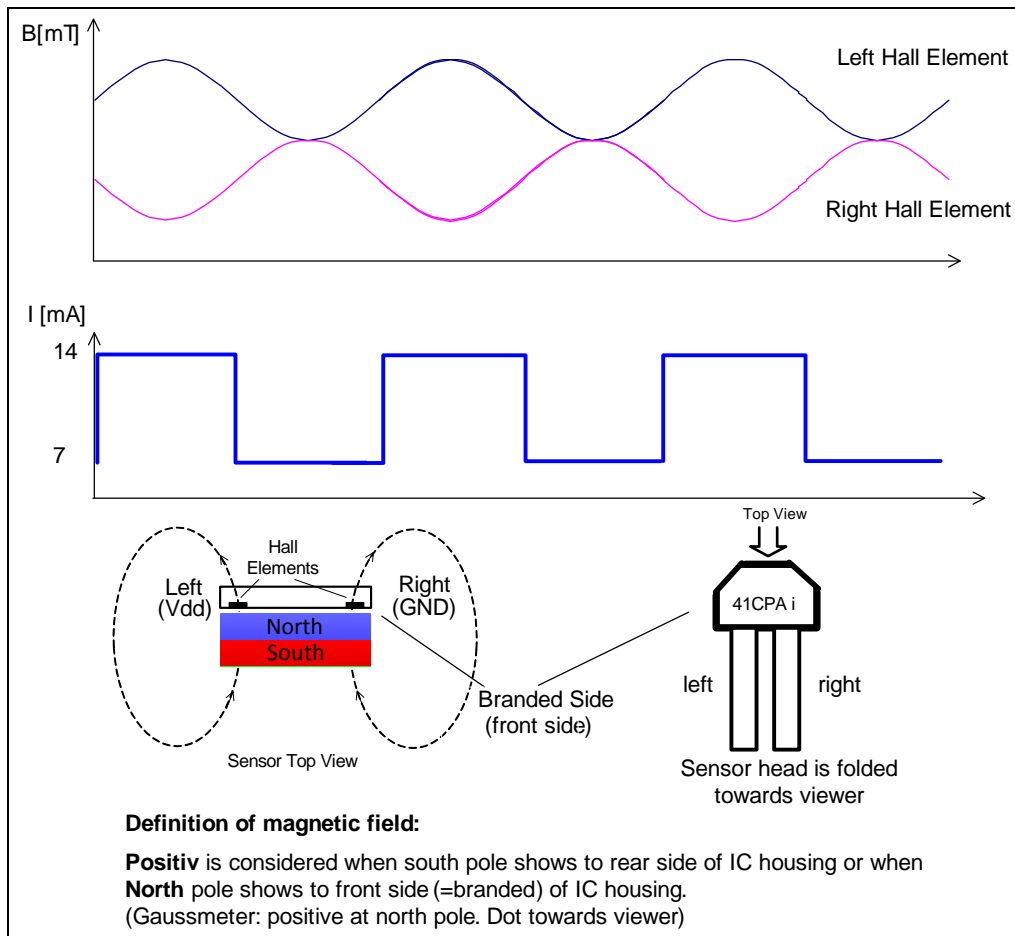 B[mT]
Left Hall Element
Right Hall Element
I [mA]
14
7
Top View
Hall
Elements
Left
(Vdd)
Right
(GND)
41CPA i
North
South
left
right
Branded Side
(front side)
Sensor Top View
Sensor head is folded
towards viewer
Definition of magnetic field:
Positiv is considered when south pole shows to rear side of IC housing or when
North pole shows to front side (=branded) of IC housing.
(Gaussmeter: positive at north pole. Dot towards viewer)